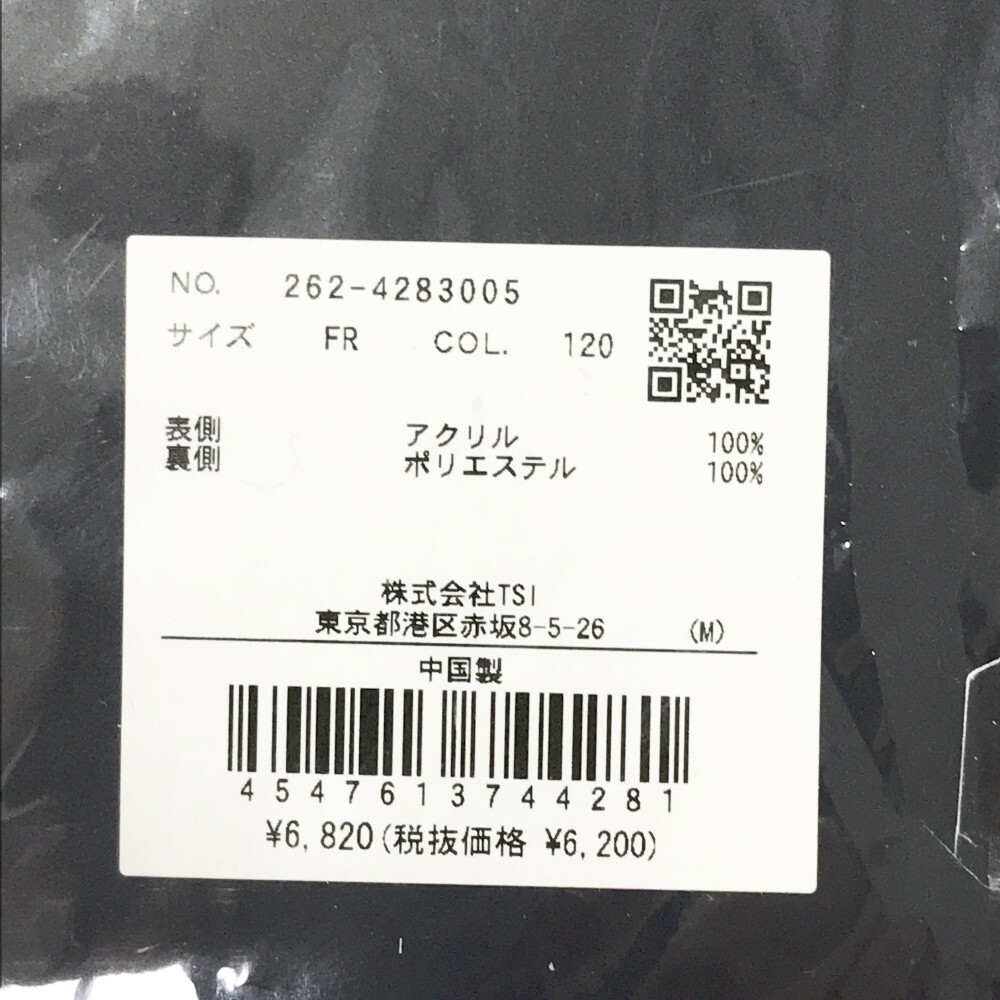 NO. 262-4283005
サイズ FR COL. 120
表側 アクリル 100%
裏側 ポリエステル 100%
株式会社TSI
東京都港区赤坂8-5-26 (M)
中国製
4547613744281
¥6,820(税抜価格 ¥6,200)